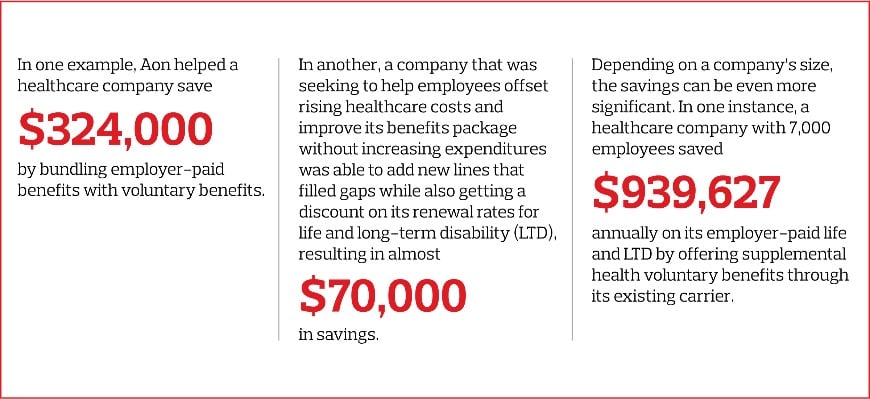 In one example, Aon helped a
healthcare company save
$324,000
by bundling employer-paid
benefits with voluntary benefits.
In another, a company that was
seeking to help employees offset
rising healthcare costs and
improve its benefits package
without increasing expenditures
was able to add new lines that
filled gaps while also getting a
discount on its renewal rates for
life and long-term disability (LTD),
resulting in almost
$70,000
in savings.
Depending on a company's size,
the savings can be even more
significant. In one instance, a
healthcare company with 7,000
employees saved
$939,627
annually on its employer-paid life
and LTD by offering supplemental
health voluntary benefits through
its existing carrier.